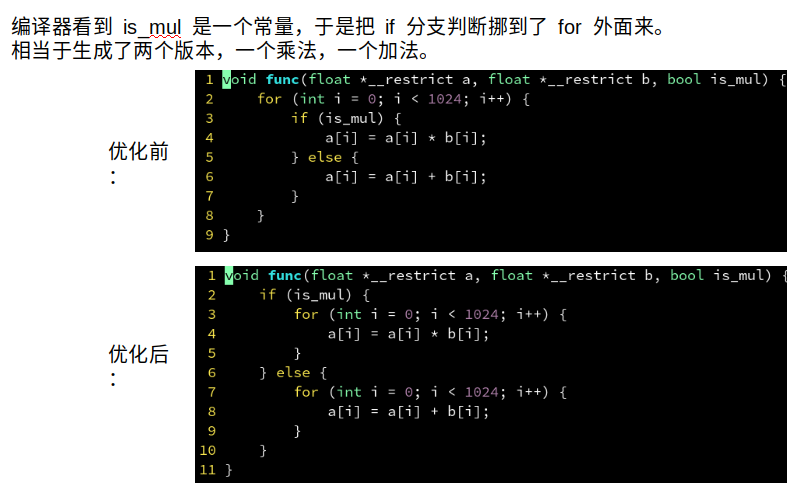 编译器看到 is_mul 是一个常量，于是把 if 分支判断挪到了 for 外面来。
相当于生成了两个版本，一个乘法，一个加法。
优化前
：
1 void func(float *__restrict a, float *__restrict b, bool is_mul) {
2     for (int i = 0; i < 1024; i++) {
3         if (is_mul) {
4             a[i] = a[i] * b[i];
5         } else {
6             a[i] = a[i] + b[i];
7         }
8     }
9 }
优化后
：
1 void func(float *__restrict a, float *__restrict b, bool is_mul) {
2     if (is_mul) {
3         for (int i = 0; i < 1024; i++) {
4             a[i] = a[i] * b[i];
5         }
6     } else {
7         for (int i = 0; i < 1024; i++) {
8             a[i] = a[i] + b[i];
9         }
10     }
11 }